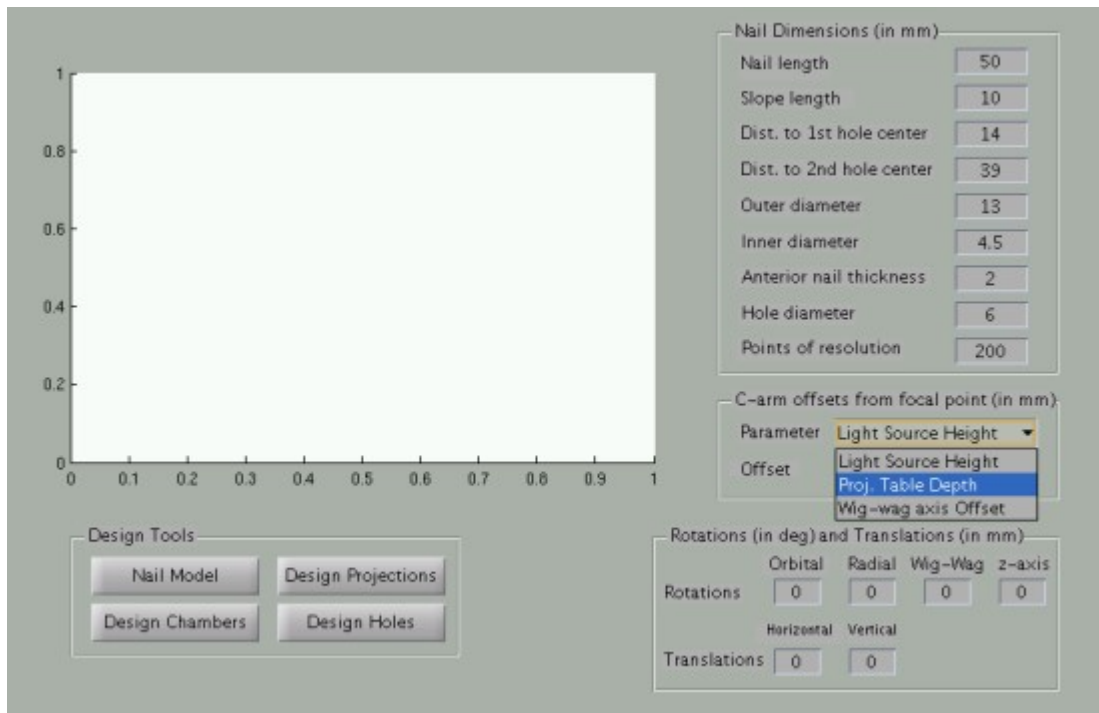 Nail Dimensions (in mm)
Nail length 50
Slope length 10
Dist. to 1st hole center 14
Dist. to 2nd hole center 39
Outer diameter 13
Inner diameter 4.5
Anterior nail thickness 2
Hole diameter 6
Points of resolution 200
1
0.8
0.6
0.4
0.2
0
0 0.1 0.2 0.3 0.4 0.5 0.6 0.7 0.8 0.9 1
C-arm offsets from focal point (in mm)
Parameter Light Source Height
Offset
Light Source Height
Proj. Table Depth
Wig-wag axis Offset
Design Tools
Nail Model Design Projections
Design Chambers Design Holes
Rotations (in deg) and Translations (in mm)
Orbital Radial Wig-Wag z-axis
Rotations 0 0 0 0
Horizontal Vertical
Translations 0 0